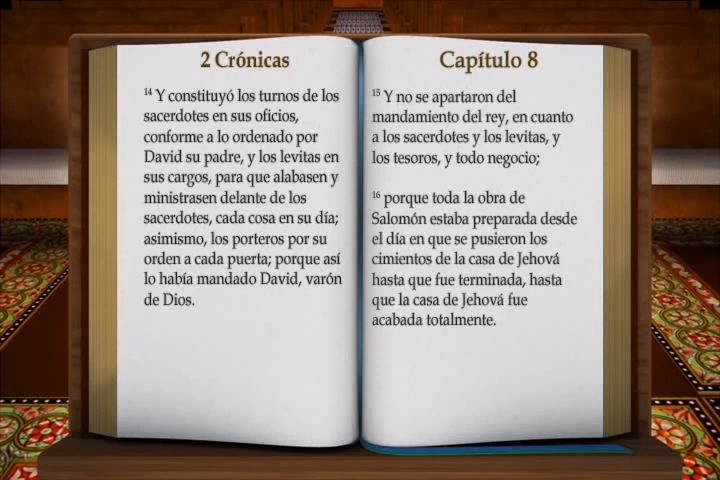 2 Crónicas
14 Y constituyó los turnos de los
sacerdotes en sus oficios,
conforme a lo ordenado por
David su padre, y los levitas en
sus cargos, para que alabasen y
ministrasen delante de los
sacerdotes, cada cosa en su día;
asimismo, los porteros por su
orden a cada puerta; porque así
lo había mandado David, varón
de Dios.
Capítulo 8
15 Y no se apartaron del
mandamiento del rey, en cuanto
a los sacerdotes y los levitas, y
los tesoros, y todo negocio;
16 porque toda la obra de
Salomón estaba preparada desde
el día en que se pusieron los
cimientos de la casa de Jehová
hasta que fue terminada, hasta
que la casa de Jehová fue
acabada totalmente.